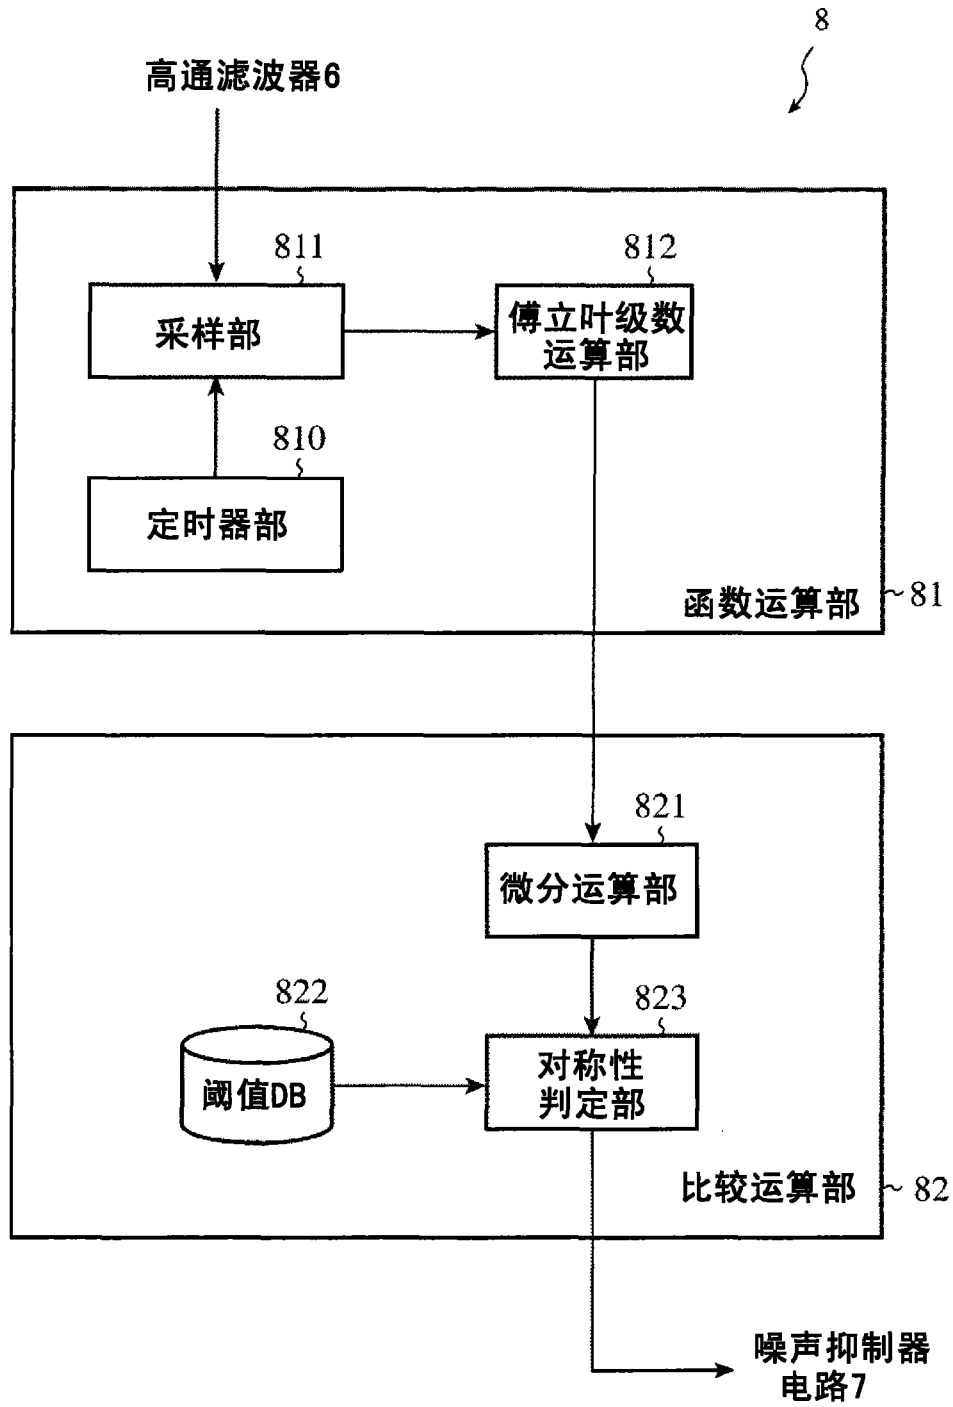 8
高通滤波器6
811
812
采样部
傅立叶级数
运算部
810
定时器部
函数运算部
81
821
微分运算部
822
823
阈值DB
对称性
判定部
比较运算部
82
噪声抑制器
电路7